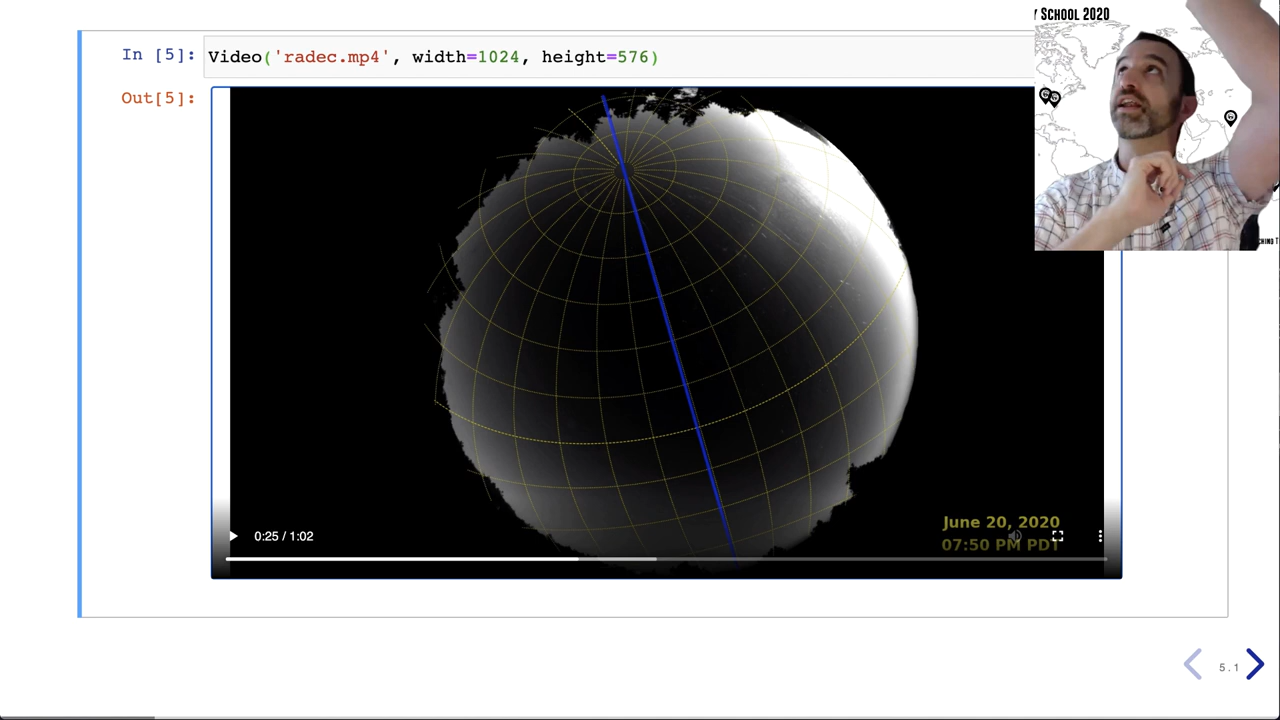 Y SCHOOL 2020
In [5]: Video('radec.mp4', width=1024, height=576)
Out[5]:
June 20, 2020
07:50 PM PDT
0:25 / 1:02
CHING T
5.1